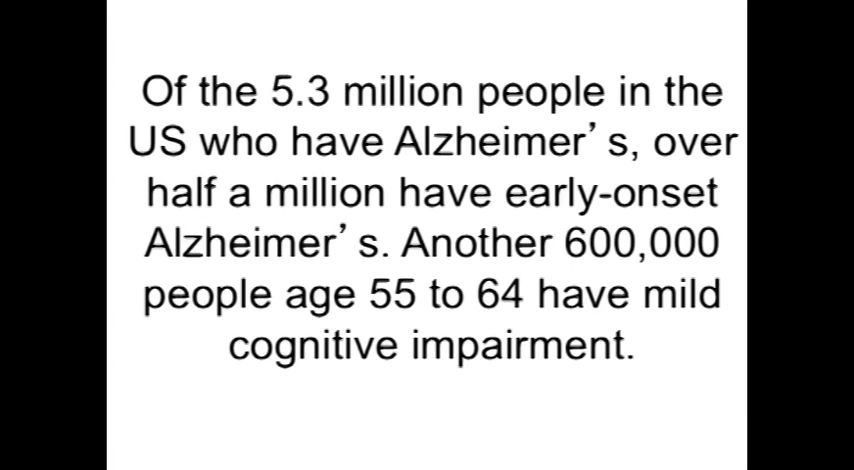 Of the 5.3 million people in the
US who have Alzheimer’s, over
half a million have early-onset
Alzheimer’s. Another 600,000
people age 55 to 64 have mild
cognitive impairment.